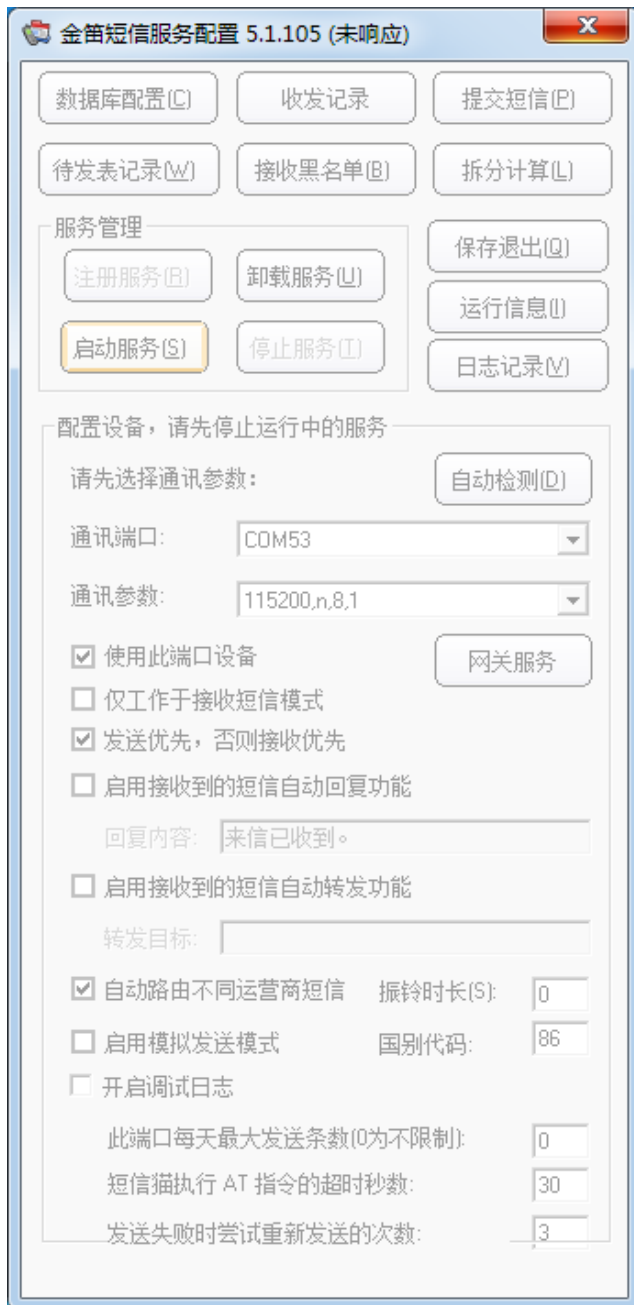 金笛短信服务配置 5.1.105 (未响应)
数据库配置(C) 收发记录 提交短信(P)
待发表记录(W) 接收黑名单(B) 拆分计算(L)
服务管理
注册服务(R) 卸载服务(U)
启动服务(S) 停止服务(T)
保存退出(Q)
运行信息(I)
日志记录(V)
配置设备，请先停止运行中的服务
请先选择通讯参数: 自动检测(D)
通讯端口: COM53
通讯参数: 115200,n,8,1
使用此端口设备 网关服务
仅工作于接收短信模式
发送优先，否则接收优先
启用接收到的短信自动回复功能
回复内容: 来信已收到。
启用接收到的短信自动转发功能
转发目标:
自动路由不同运营商短信 振铃时长(S): 0
启用模拟发送模式 国别代码: 86
开启调试日志
此端口每天最大发送条数(0为不限制): 0
短信猫执行 AT 指令的超时秒数: 30
发送失败时尝试重新发送的次数: 3